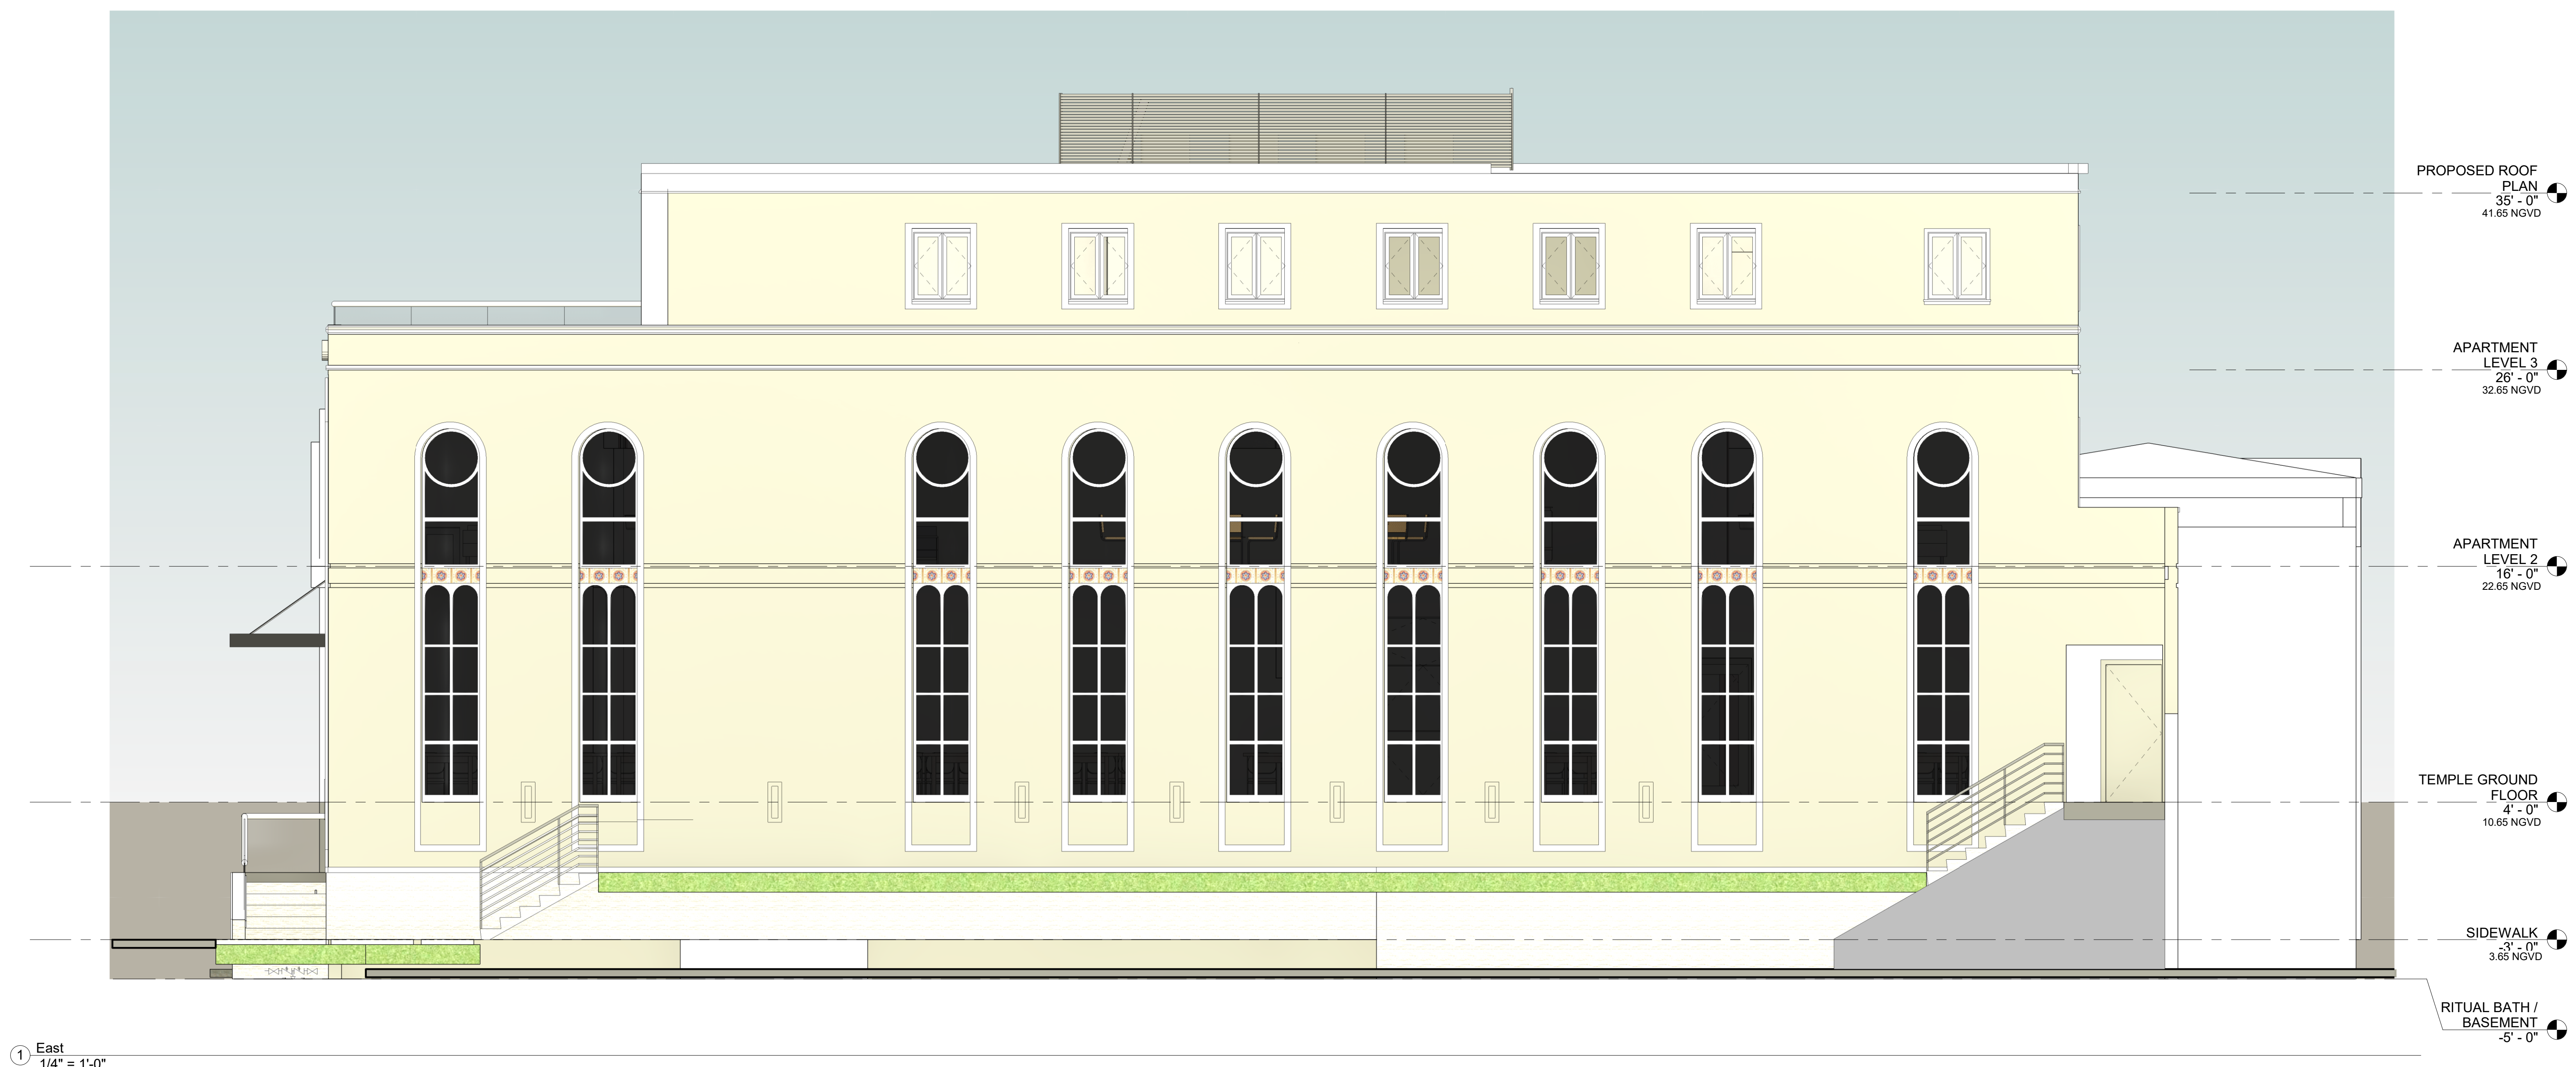 PROPOSED ROOF
PLAN
35' - 0"
41.65 NGVD
APARTMENT
LEVEL 3
26' - 0"
32.65 NGVD
APARTMENT
LEVEL 2
16' - 0"
22.65 NGVD
TEMPLE GROUND
FLOOR
4' - 0"
10.65 NGVD
SIDEWALK
-3' - 0"
3.65 NGVD
RITUAL BATH /
BASEMENT
-5' - 0"
1 East
1/4" = 1'-0"